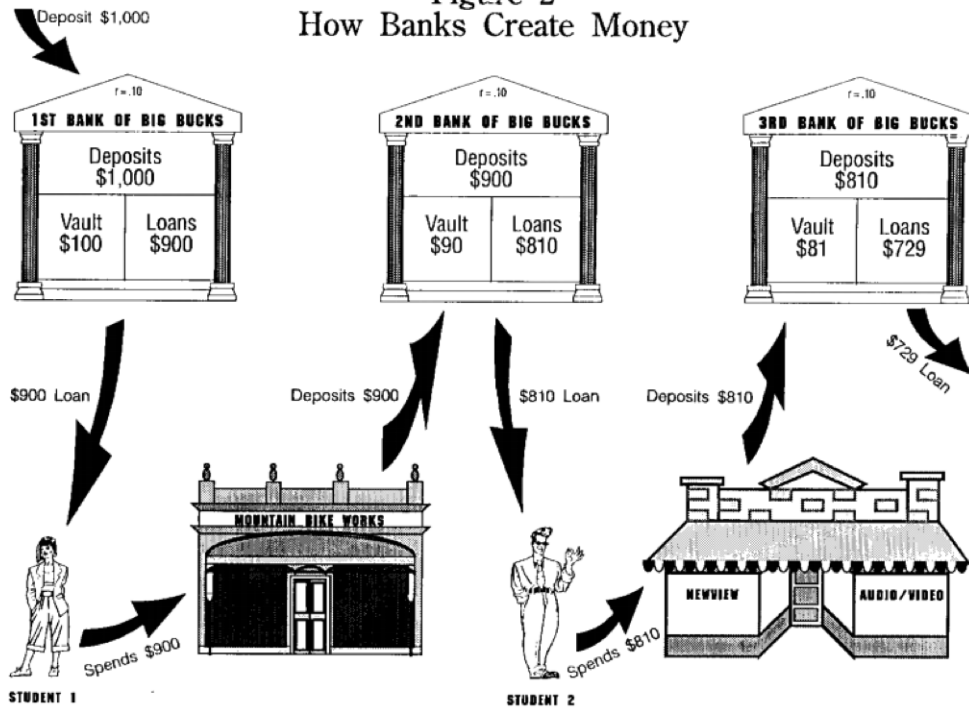 Figure 2
How Banks Create Money
Deposit $1,000
r = .10
1ST BANK OF BIG BUCKS
Deposits
$1,000
Vault
$100
Loans
$900
r = .10
2ND BANK OF BIG BUCKS
Deposits
$900
Vault
$90
Loans
$810
r = .10
3RD BANK OF BIG BUCKS
Deposits
$810
Vault
$81
Loans
$729
$900 Loan
Deposits $900
$810 Loan
Deposits $810
$729 Loan
MOUNTAIN BIKE WORKS
NEWVIEW
AUDIO/VIDEO
Spends $900
Spends $810
STUDENT 1
STUDENT 2